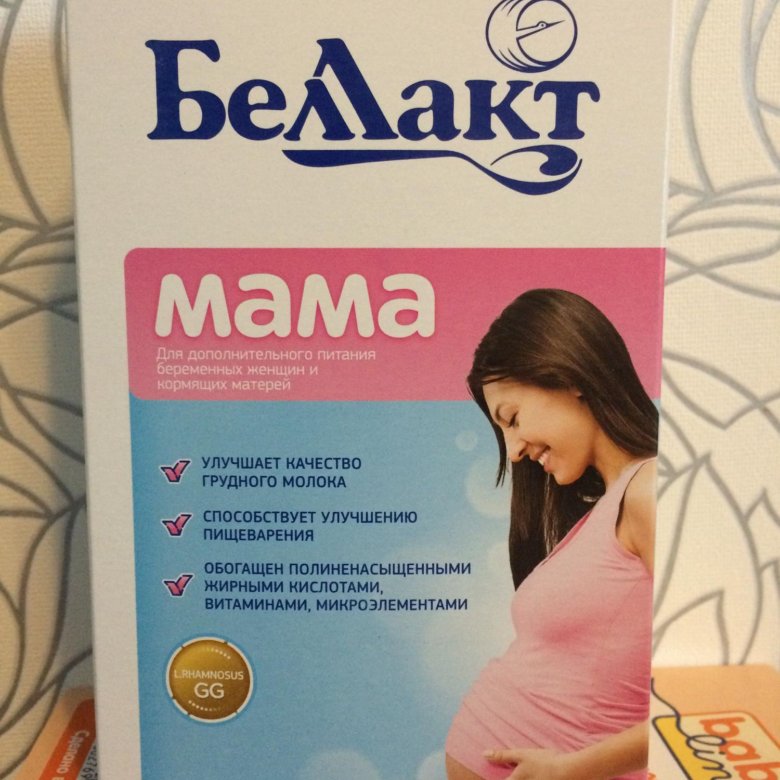 Беллакт
мама
Для дополнительного питания
беременных женщин и
кормящих матерей
УЛУЧШАЕТ КАЧЕСТВО
ГРУДНОГО МОЛОКА
СПОСОБСТВУЕТ УЛУЧШЕНИЮ
ПИЩЕВАРЕНИЯ
ОБОГАЩЕН ПОЛИНЕНАСЫЩЕННЫМИ
ЖИРНЫМИ КИСЛОТАМИ,
ВИТАМИНАМИ, МИКРОЭЛЕМЕНТАМИ
L.RHAMNOSUS
GG